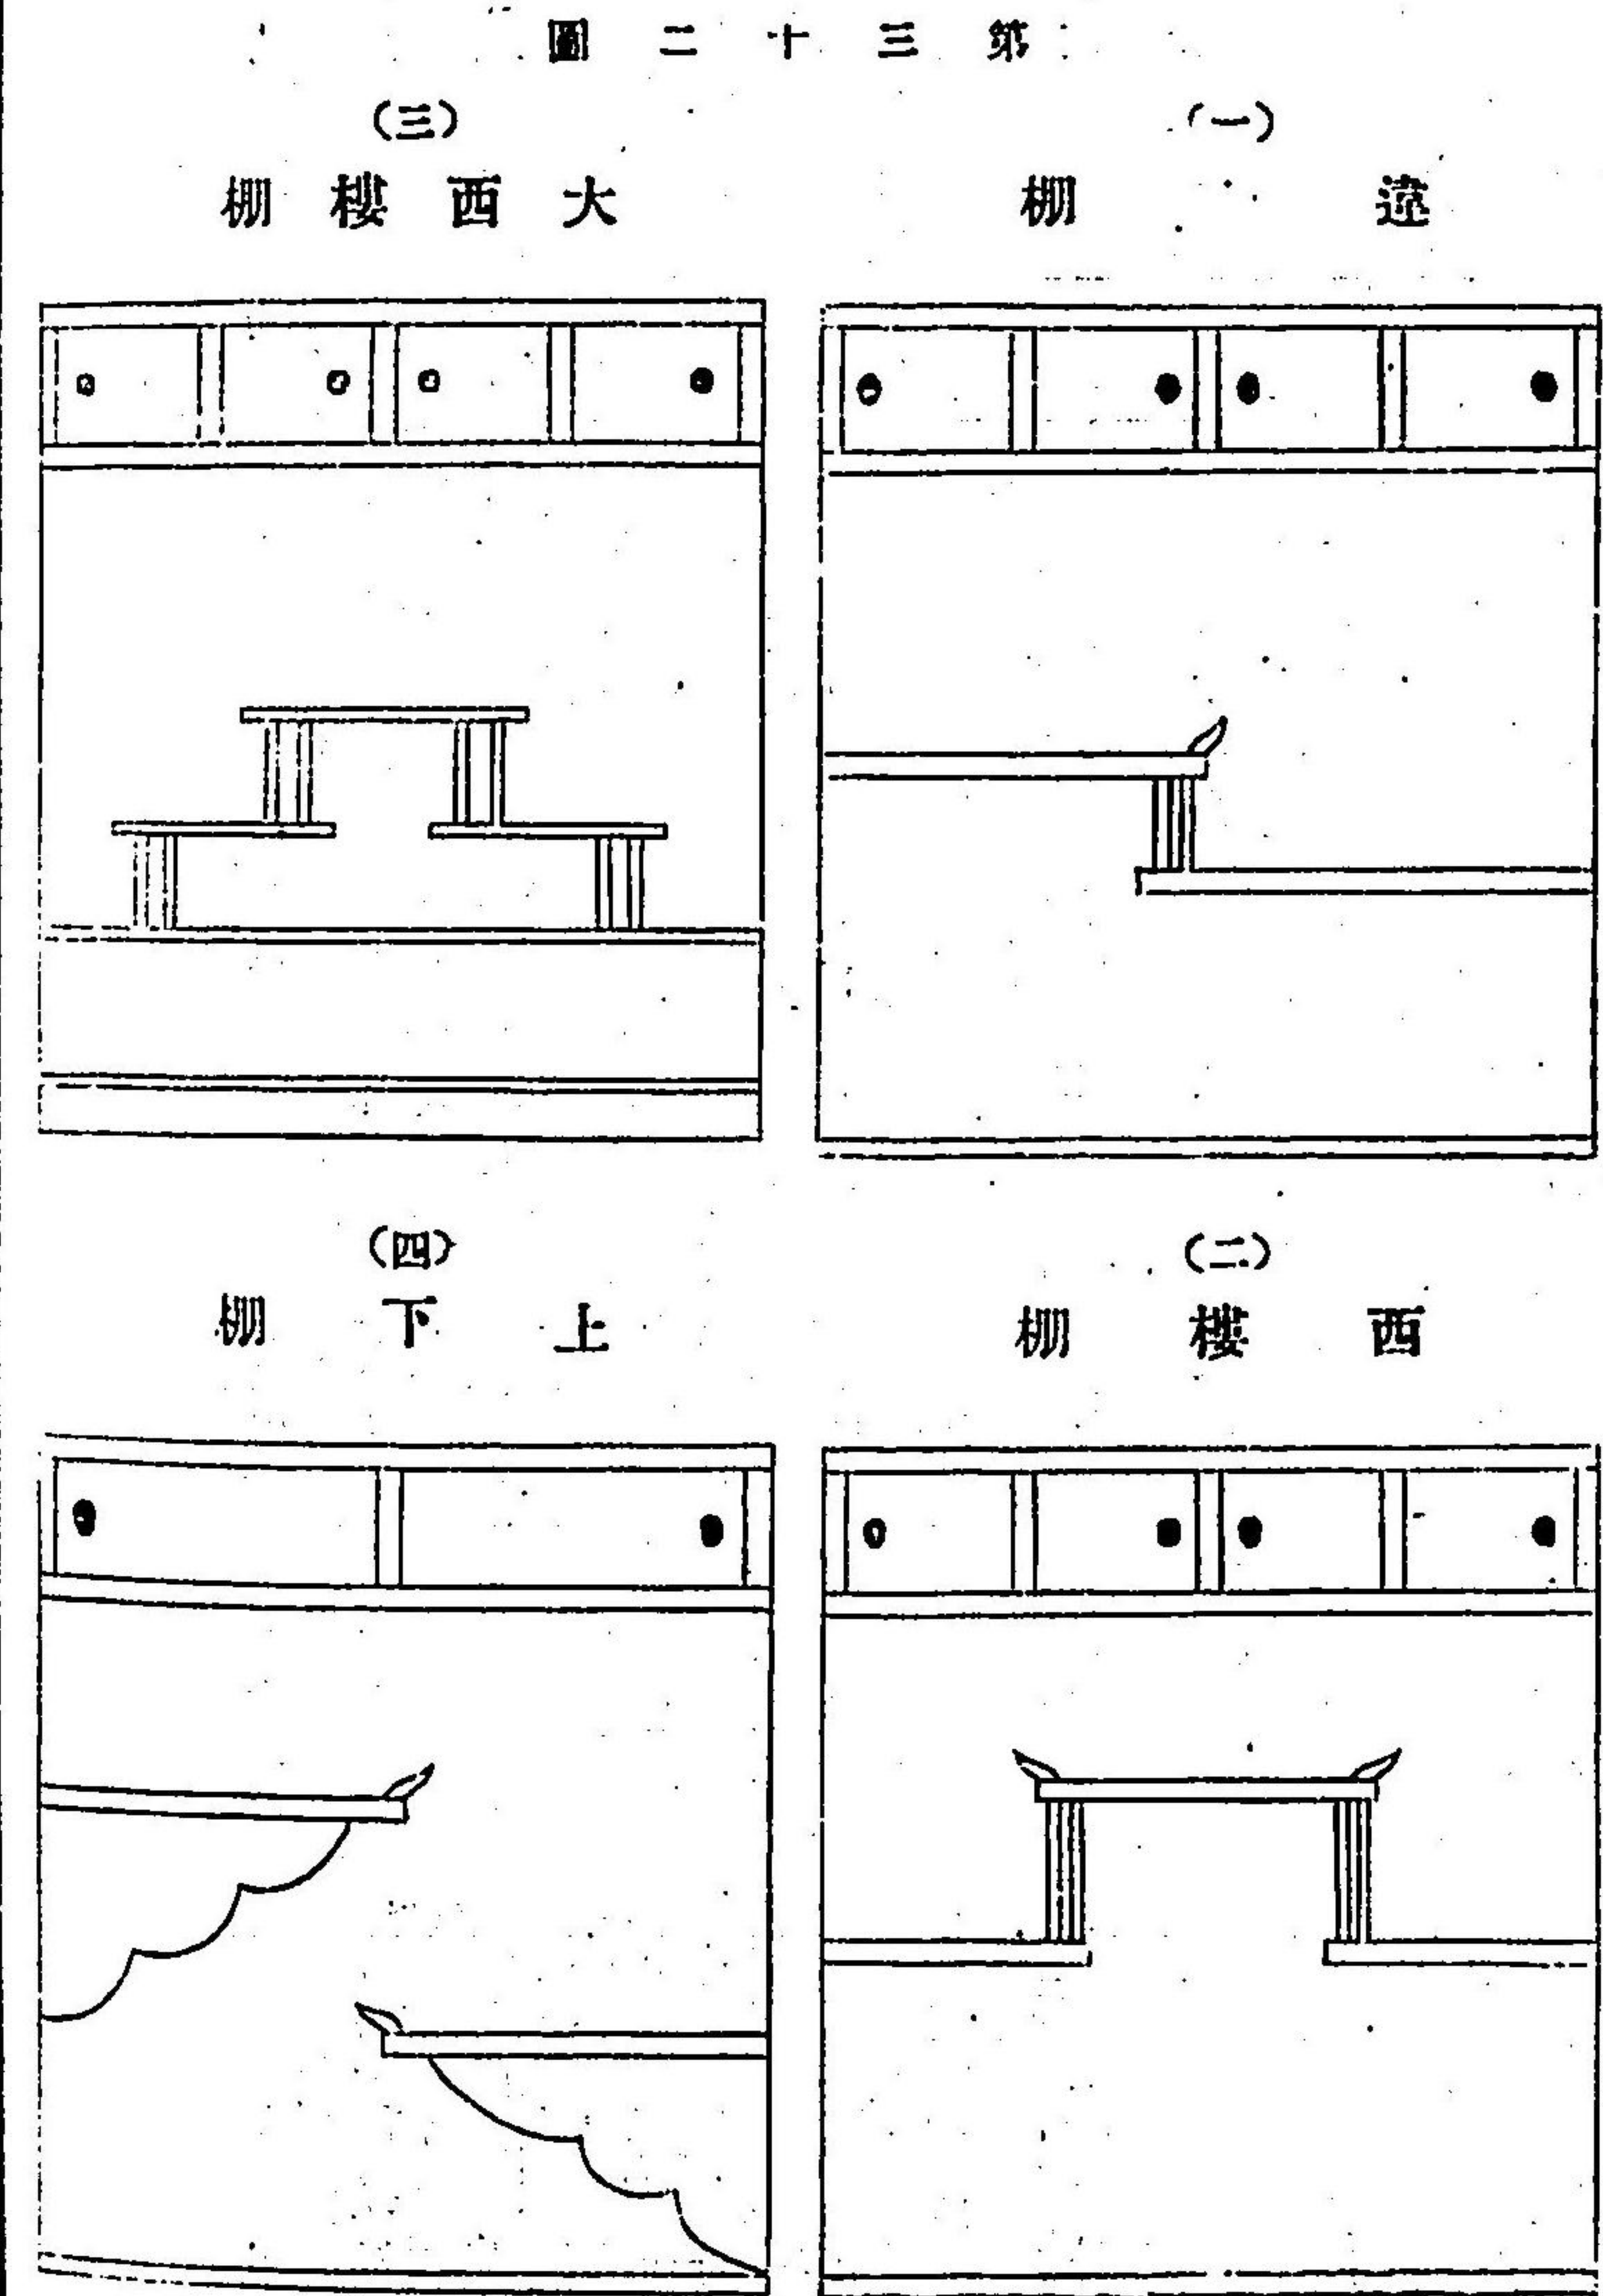 第三十二圖
(一)
違棚
(二)
西樓棚
(三)
大西樓棚
(四)
上下棚